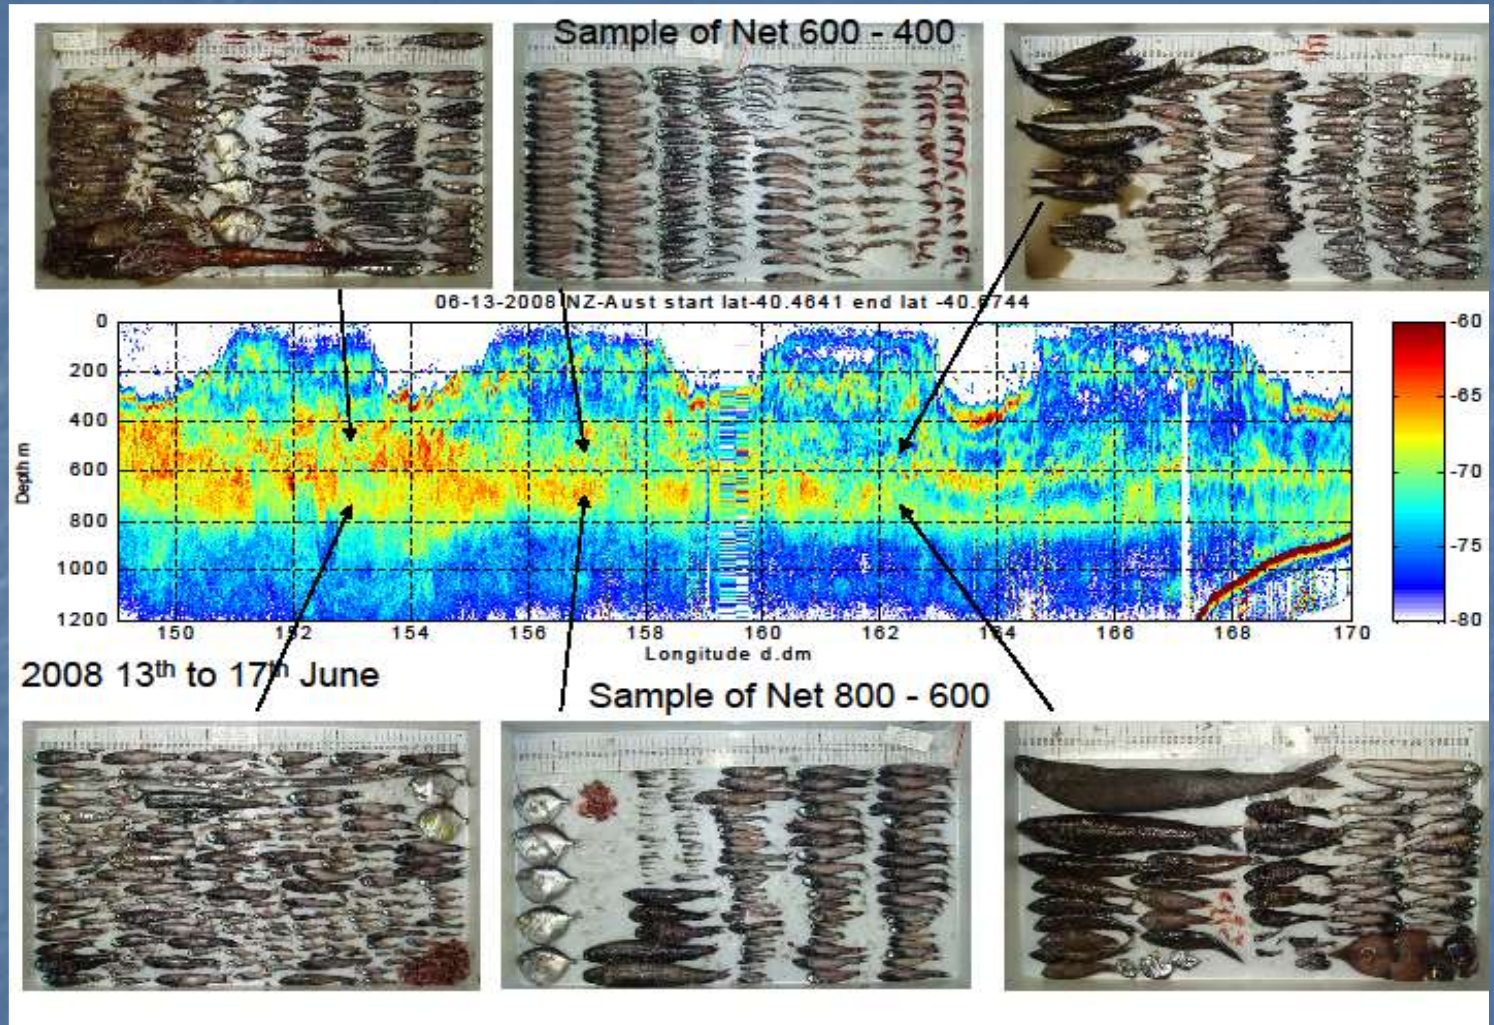 Sample of Net 600 - 400
06-13-2008 NZ-Aust start lat-40.4641 end lat -40.6744
0
200
400
600
800
1000
1200
Depth m
150 152 154 156 158 160 162 164 166 168 170
Longitude d.dm
-60
-65
-70
-75
-80
2008 13th to 17th June
Sample of Net 800 - 600